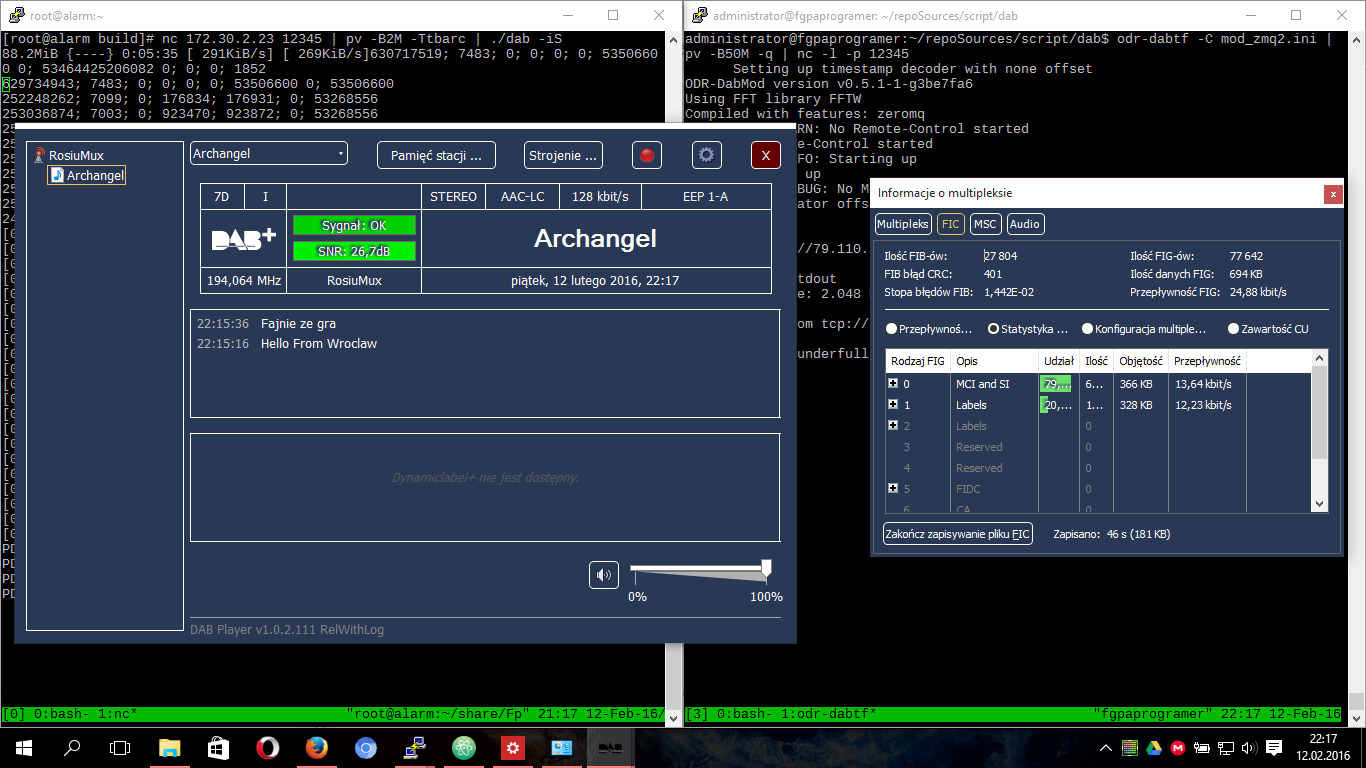 root@alarm:~
[root@alarm build]# nc 172.30.2.23 12345 | pv -B2M -Ttbarc | ./dab -iS
88.2MiB {----} 0:05:35 [ 291KiB/s] [ 269KiB/s]630717519; 7483; 0; 0; 0; 0; 5350660
0 0; 53464425206082 0; 0; 0; 1852
629734943; 7483; 0; 0; 0; 0; 53506600 0; 53506600
252248262; 7099; 0; 176834; 176931; 0; 53268556
253036874; 7003; 0; 923470; 923872; 0; 53268556
RosiuMux
Archangel
Archangel
Pamięć stacji ...
Strojenie ...
X
7D
I
STEREO
AAC-LC
128 kbit/s
EEP 1-A
DAB+
Sygnał: OK
SNR: 26,7dB
Archangel
194,064 MHz
RosiuMux
piątek, 12 lutego 2016, 22:17
22:15:36 Fajnie ze gra
22:15:16 Hello From Wroclaw
Dynamiclabel+ nie jest dostępny.
0%
100%
DAB Player v1.0.2.111 RelWithLog
[0] 0:bash- 1:nc* "root@alarm:~/share/Fp" 21:17 12-Feb-16/
administrator@fgpaprogramer: ~/repoSources/script/dab
administrator@fgpaprogramer:~/repoSources/script/dab$ odr-dabtf -C mod_zmq2.ini |
pv -B50M -q | nc -l -p 12345
Setting up timestamp decoder with none offset
ODR-DabMod version v0.5.1-1-g3be7fa6
Using FFT library FFTW
Compiled with features: zeromq
RN: No Remote-Control started
e-Control started
FO: Starting up
up
BUG: No M
ator offs
//79.110.
tdout
e: 2.048
om tcp://
underfull
Informacje o multipleksie
x
Multipleks
FIC
MSC
Audio
Ilość FIB-ów: 27 804
Ilość FIG-ów: 77 642
FIB błąd CRC: 401
Ilość danych FIG: 694 KB
Stopa błędów FIB: 1,442E-02
Przepływność FIG: 24,88 kbit/s
Przepływnoś...
Statystyka ...
Konfiguracja multiple...
Zawartość CU
Rodzaj FIG Opis Udział Ilość Objętość Przepływność
0 MCI and SI 79,... 6... 366 KB 13,64 kbit/s
1 Labels 20,... 1... 328 KB 12,23 kbit/s
2 Labels 0
3 Reserved 0
4 Reserved 0
5 FIDC 0
6 CA 0
Zakończ zapisywanie pliku FIC
Zapisano: 46 s (181 KB)
[3] 0:bash- 1:odr-dabtf* "fgpaprogramer" 22:17 12-Feb-16
22:17
12.02.2016